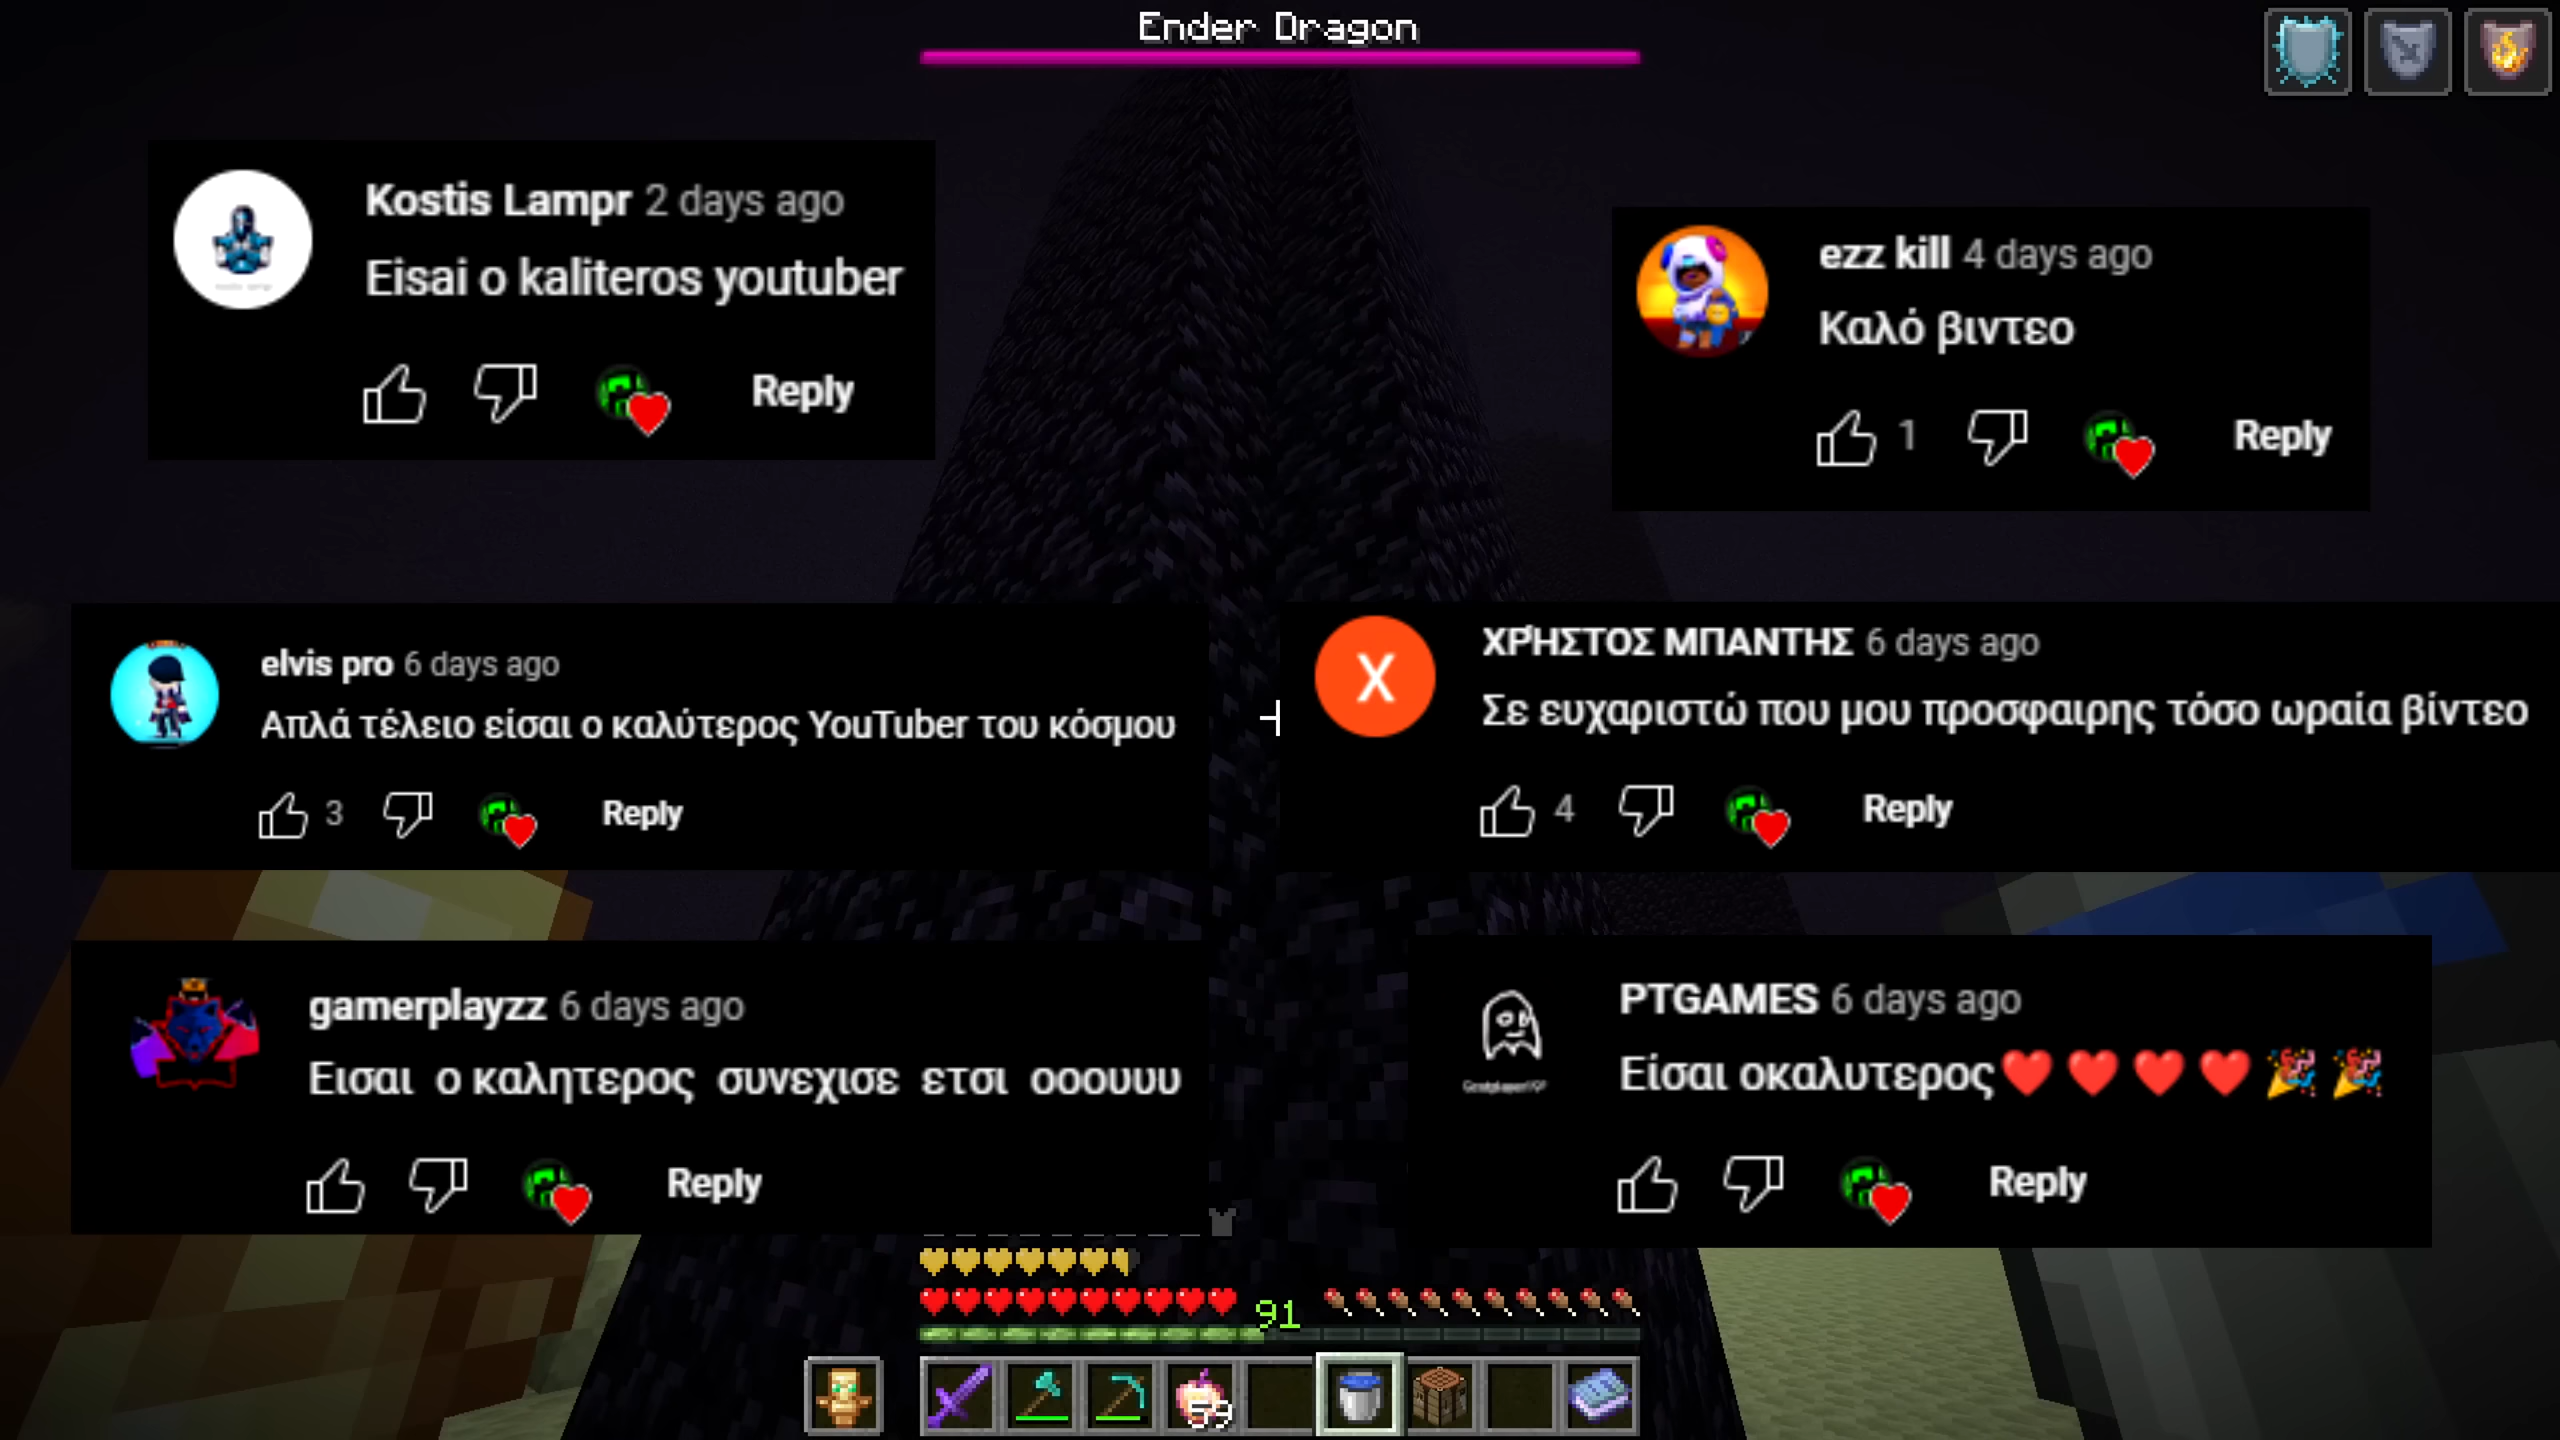 Ender Dragon
Kostis Lampr 2 days ago
Eisai o kaliteros youtuber
Reply
ezz kill 4 days ago
Καλό βιντεο
1 Reply
elvis pro 6 days ago
Απλά τέλειο είσαι ο καλύτερος YouTuber του κόσμου
3 Reply
X
ΧΡΉΣΤΟΣ ΜΠΑΝΤΗΣ 6 days ago
Σε ευχαριστώ που μου προσφαιρης τόσο ωραία βίντεο
4 Reply
gamerplayzz 6 days ago
Εισαι ο καλητερος συνεχισε ετσι οοουυυ
Reply
PTGAMES 6 days ago
Είσαι οκαλυτερος❤️❤️❤️❤️🎉🎉
Reply
91